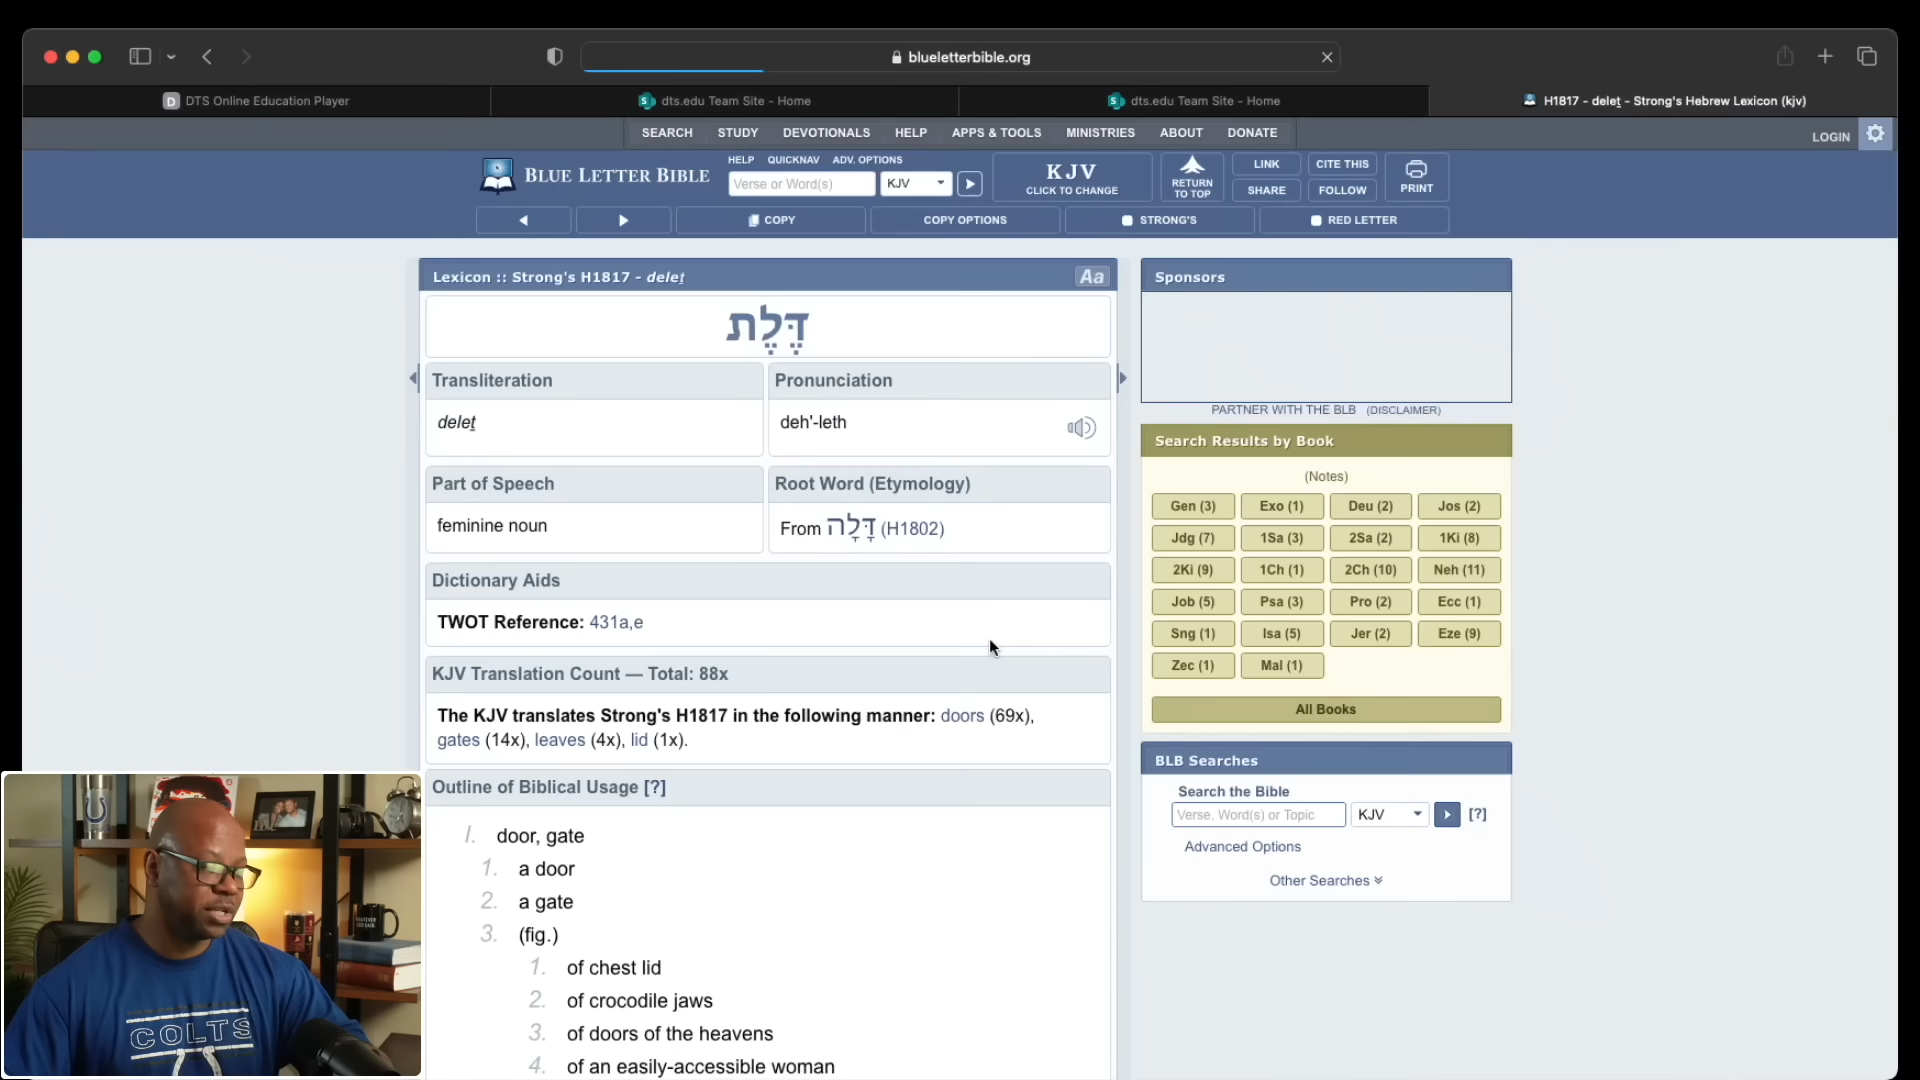 blueletterbible.org
DTS Online Education Player
dts.edu Team Site - Home
dts.edu Team Site - Home
H1817 - deleṯ - Strong's Hebrew Lexicon (kjv)
SEARCH STUDY DEVOTIONALS HELP APPS & TOOLS MINISTRIES ABOUT DONATE
LOGIN
BLUE LETTER BIBLE
HELP QUICKNAV ADV. OPTIONS
Verse or Word(s) KJV
KJV
CLICK TO CHANGE
RETURN
TO TOP
LINK CITE THIS
SHARE FOLLOW
PRINT
COPY COPY OPTIONS STRONG'S RED LETTER
Lexicon :: Strong's H1817 - deleṯ Aa
דֶּלֶת
Transliteration
deleṯ
Pronunciation
deh'-leth
Part of Speech
feminine noun
Root Word (Etymology)
From דָּלָה (H1802)
Dictionary Aids
TWOT Reference: 431a,e
KJV Translation Count — Total: 88x
The KJV translates Strong's H1817 in the following manner: doors (69x),
gates (14x), leaves (4x), lid (1x).
Outline of Biblical Usage [?]
I. door, gate
1. a door
2. a gate
3. (fig.)
1. of chest lid
2. of crocodile jaws
3. of doors of the heavens
4. of an easily-accessible woman
Sponsors
PARTNER WITH THE BLB (DISCLAIMER)
Search Results by Book
(Notes)
Gen (3) Exo (1) Deu (2) Jos (2)
Jdg (7) 1Sa (3) 2Sa (2) 1Ki (8)
2Ki (9) 1Ch (1) 2Ch (10) Neh (11)
Job (5) Psa (3) Pro (2) Ecc (1)
Sng (1) Isa (5) Jer (2) Eze (9)
Zec (1) Mal (1)
All Books
BLB Searches
Search the Bible
Verse, Word(s) or Topic KJV [?]
Advanced Options
Other Searches
COLTS